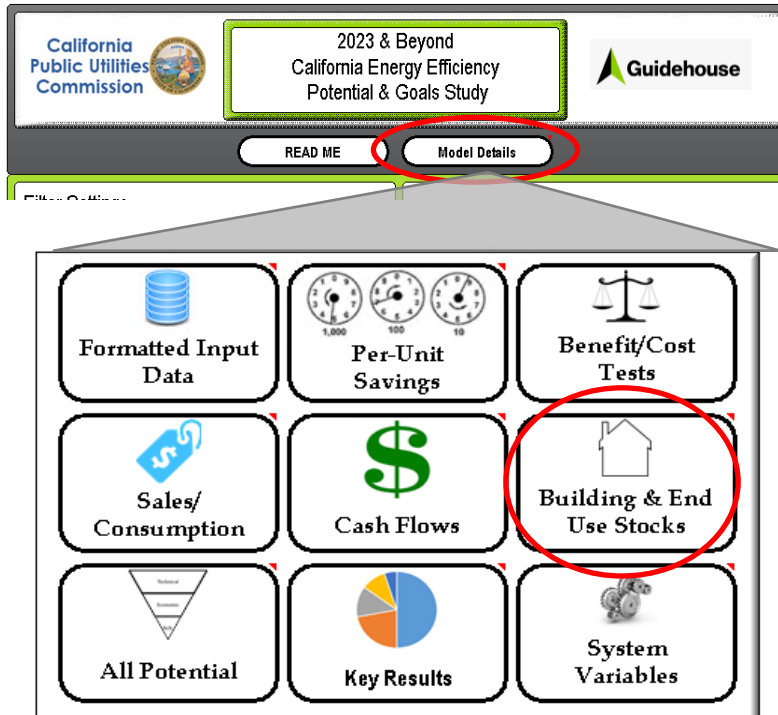 California
Public Utilities
Commission
2023 & Beyond
California Energy Efficiency
Potential & Goals Study
Guidehouse
READ ME
Model Details
Formatted Input
Data
1,000
100
10
Per-Unit
Savings
Benefit/Cost
Tests
Sales/
Consumption
$
Cash Flows
Building & End
Use Stocks
Technical
Economic
All Potential
Key Results
System
Variables